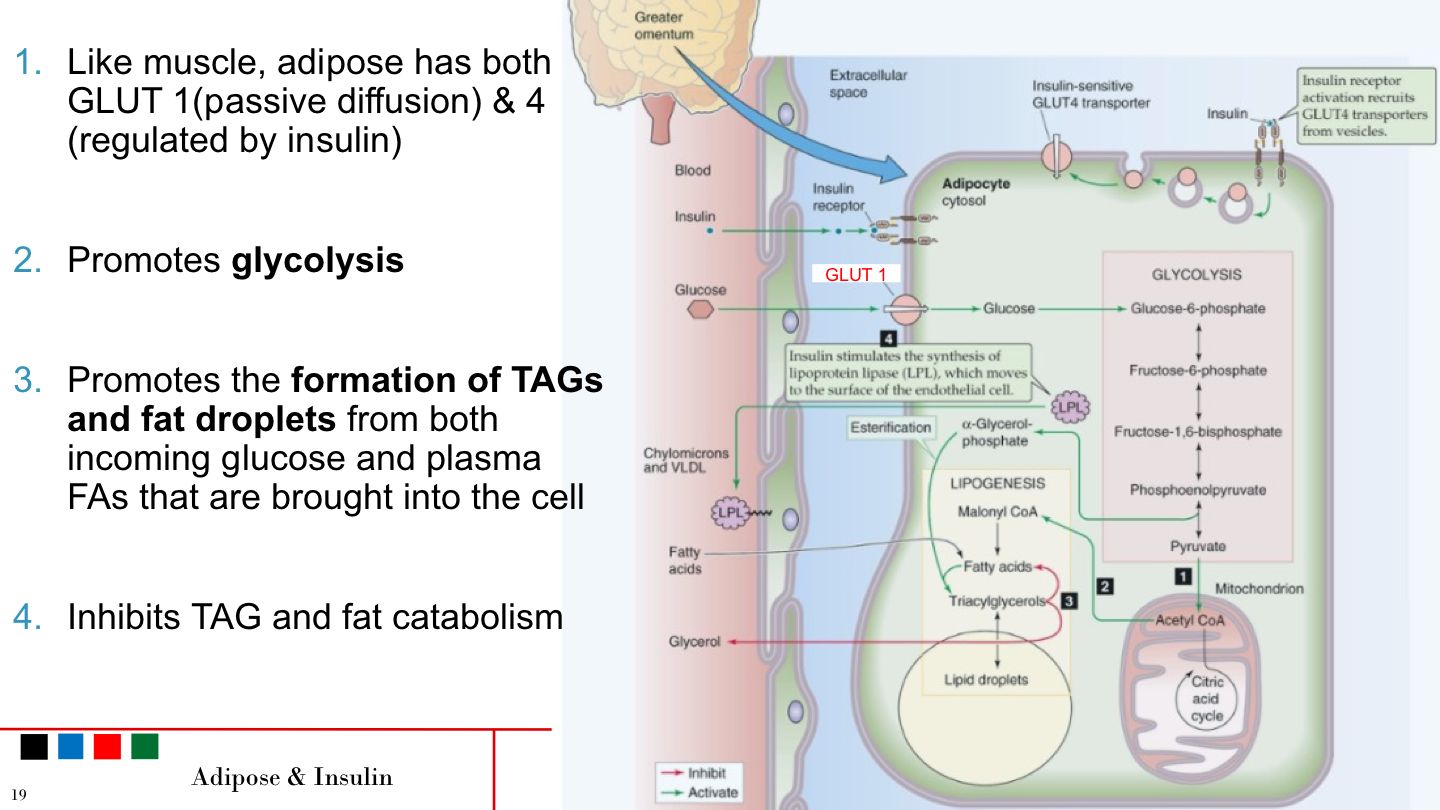 1. Like muscle, adipose has both
GLUT 1(passive diffusion) & 4
(regulated by insulin)
2. Promotes glycolysis
3. Promotes the formation of TAGs
and fat droplets from both
incoming glucose and plasma
FAs that are brought into the cell
4. Inhibits TAG and fat catabolism
Adipose & Insulin
19
Greater
omentum
Extracellular
space
Insulin-sensitive
GLUT4 transporter
Insulin
Insulin receptor
activation recruits
GLUT4 transporters
from vesicles.
Blood
Insulin
Insulin
receptor
Adipocyte
cytosol
GLUT 1
Glucose
Glucose
4
Insulin stimulates the synthesis of
lipoprotein lipase (LPL), which moves
to the surface of the endothelial cell.
LPL
GLYCOLYSIS
Glucose-6-phosphate
Fructose-6-phosphate
Fructose-1,6-bisphosphate
Phosphoenolpyruvate
Pyruvate
Esterification
α-Glycerol-
phosphate
Chylomicrons
and VLDL
LPL
LIPOGENESIS
Malonyl CoA
Fatty
acids
Fatty acids
Triacylglycerols
3
2
1
Mitochondrion
Acetyl CoA
Glycerol
Lipid droplets
Citric
acid
cycle
Inhibit
Activate